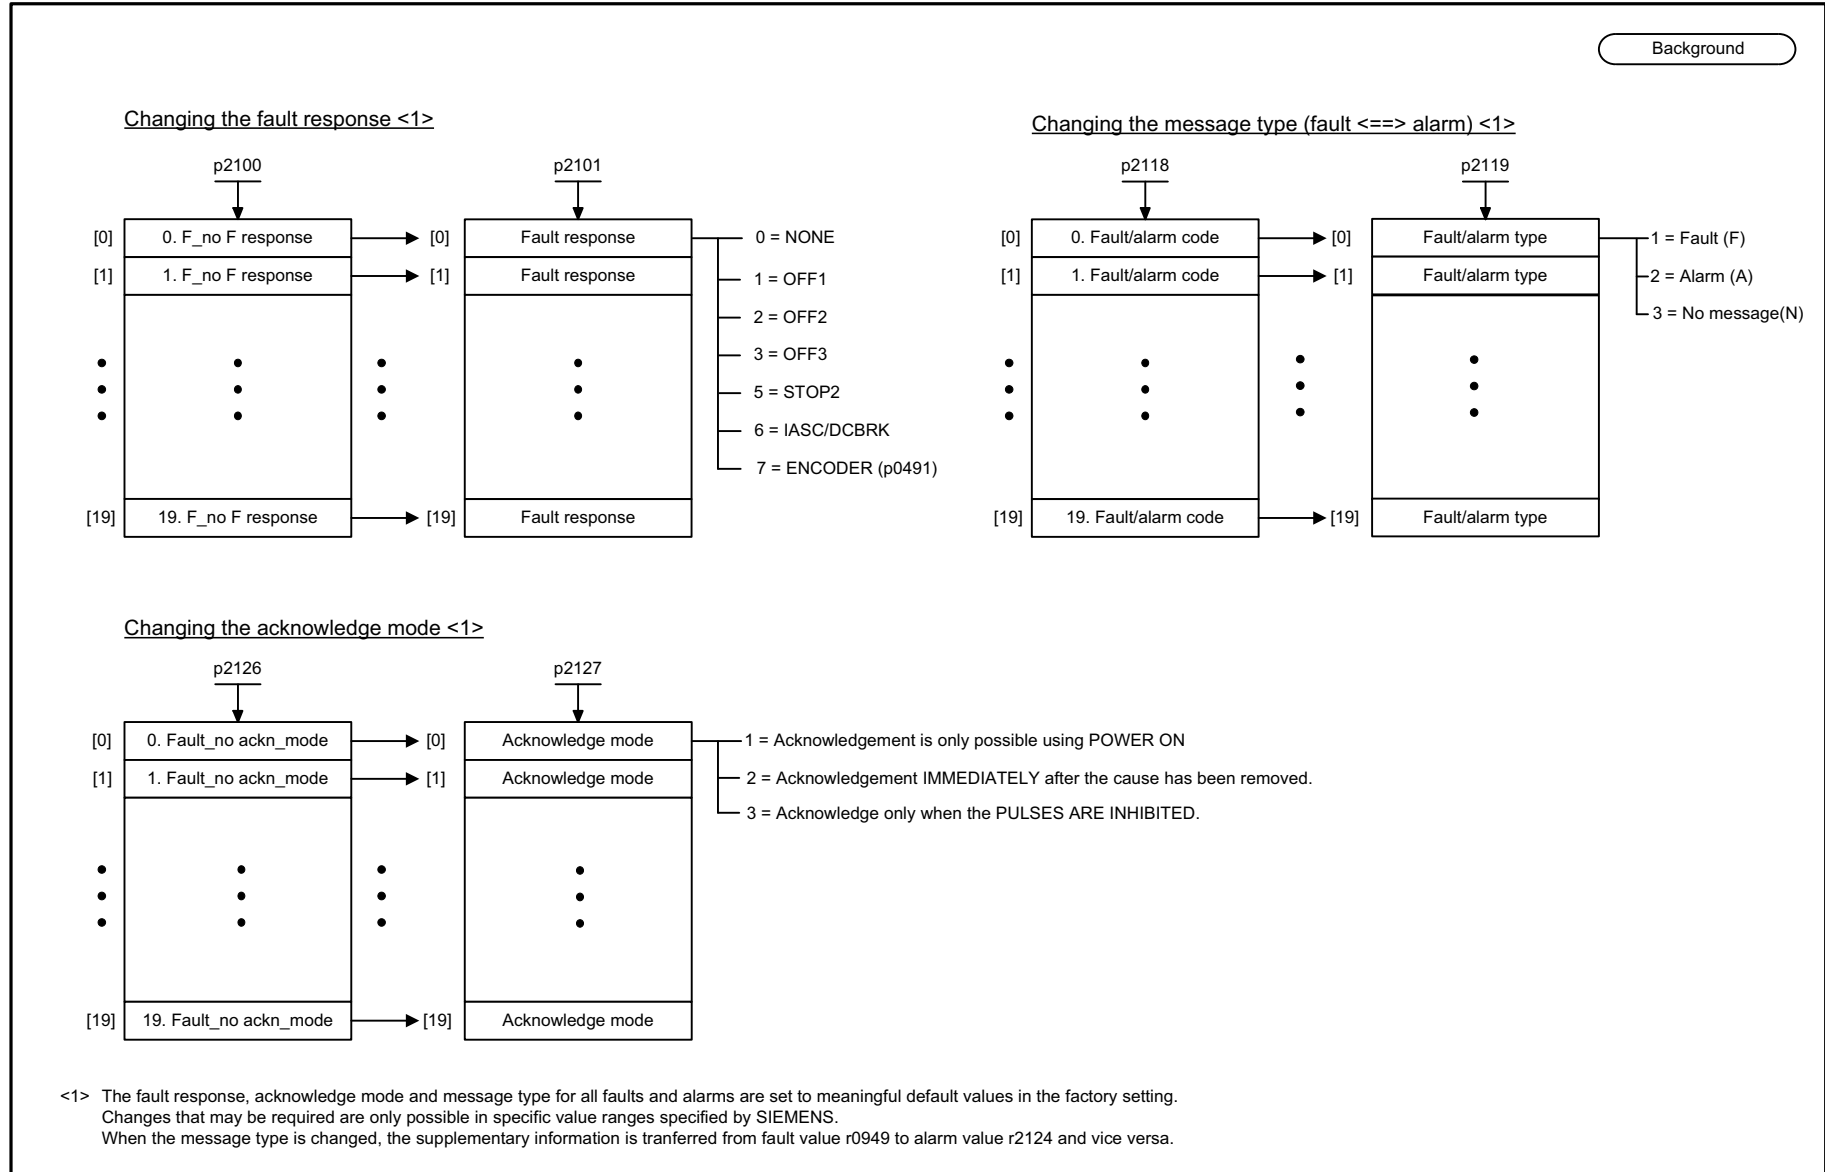 Background
Changing the fault response <1>
p2100
p2101
[0] 0. F_no F response [0] Fault response 0 = NONE
[1] 1. F_no F response [1] Fault response 1 = OFF1
2 = OFF2
3 = OFF3
5 = STOP2
6 = IASC/DCBRK
7 = ENCODER (p0491)
[19] 19. F_no F response [19] Fault response
Changing the message type (fault <==> alarm) <1>
p2118
p2119
[0] 0. Fault/alarm code [0] Fault/alarm type 1 = Fault (F)
[1] 1. Fault/alarm code [1] Fault/alarm type 2 = Alarm (A)
3 = No message(N)
[19] 19. Fault/alarm code [19] Fault/alarm type
Changing the acknowledge mode <1>
p2126
p2127
[0] 0. Fault_no ackn_mode [0] Acknowledge mode 1 = Acknowledgement is only possible using POWER ON
[1] 1. Fault_no ackn_mode [1] Acknowledge mode 2 = Acknowledgement IMMEDIATELY after the cause has been removed.
3 = Acknowledge only when the PULSES ARE INHIBITED.
[19] 19. Fault_no ackn_mode [19] Acknowledge mode
<1> The fault response, acknowledge mode and message type for all faults and alarms are set to meaningful default values in the factory setting.
Changes that may be required are only possible in specific value ranges specified by SIEMENS.
When the message type is changed, the supplementary information is tranferred from fault value r0949 to alarm value r2124 and vice versa.